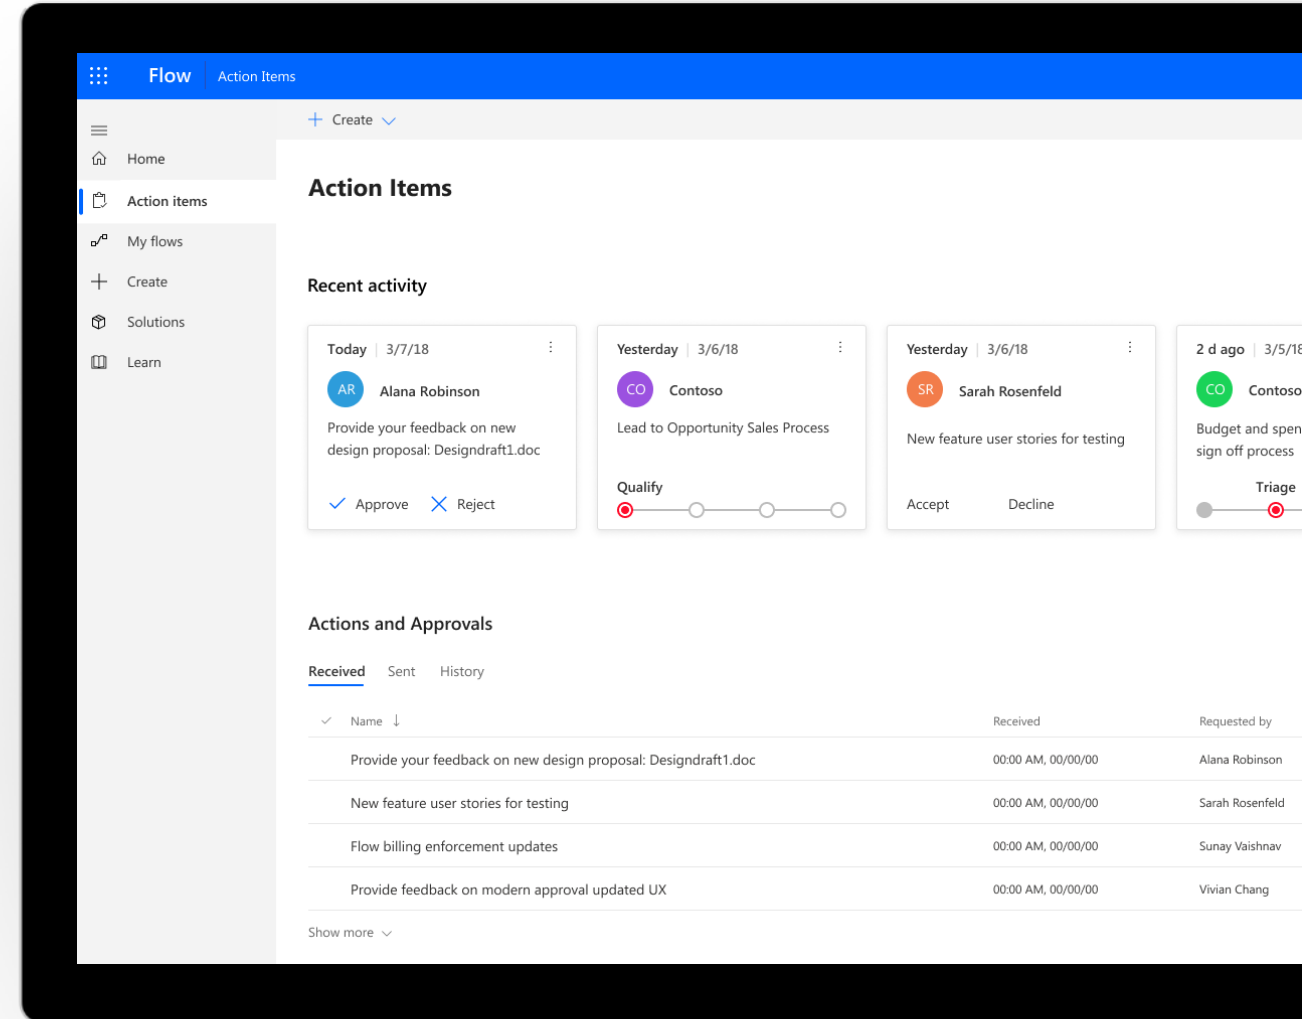 Flow Action Items
Create
Home
Action items
My flows
Create
Solutions
Learn
Action Items
Recent activity
Today 3/7/18
AR Alana Robinson
Provide your feedback on new
design proposal: Designdraft1.doc
Approve Reject
Yesterday 3/6/18
CO Contoso
Lead to Opportunity Sales Process
Qualify
Yesterday 3/6/18
SR Sarah Rosenfeld
New feature user stories for testing
Accept Decline
2 d ago 3/5/18
CO Contoso
Budget and spen
sign off process
Triage
Actions and Approvals
Received Sent History
Name Received Requested by
Provide your feedback on new design proposal: Designdraft1.doc 00:00 AM, 00/00/00 Alana Robinson
New feature user stories for testing 00:00 AM, 00/00/00 Sarah Rosenfeld
Flow billing enforcement updates 00:00 AM, 00/00/00 Sunay Vaishnav
Provide feedback on modern approval updated UX 00:00 AM, 00/00/00 Vivian Chang
Show more